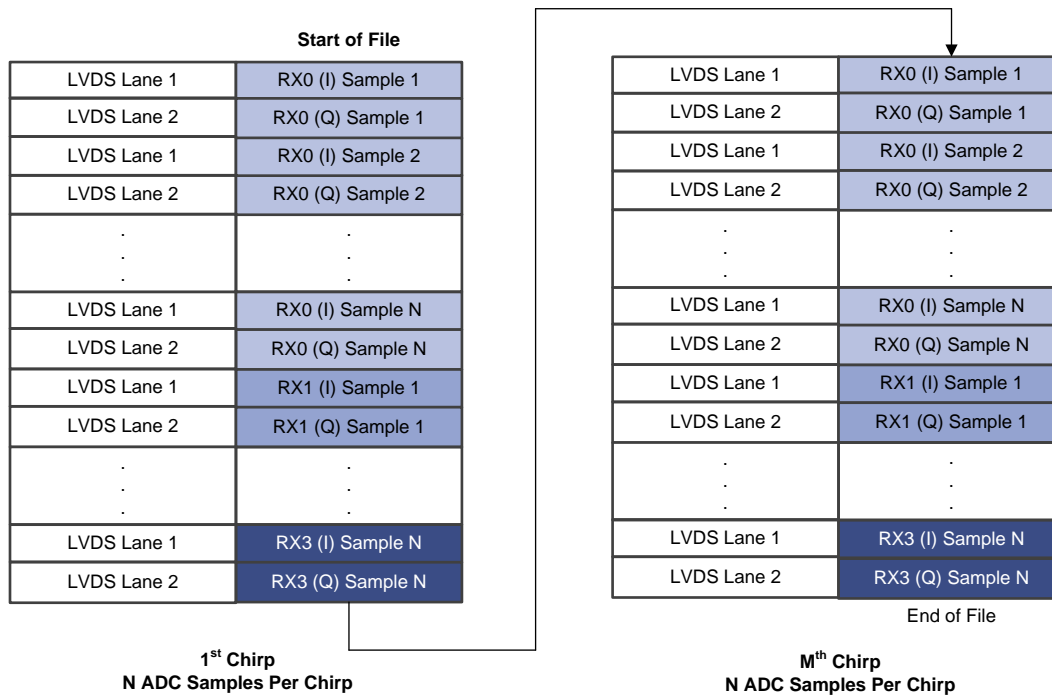 Start of File
LVDS Lane 1 RX0 (I) Sample 1
LVDS Lane 2 RX0 (Q) Sample 1
LVDS Lane 1 RX0 (I) Sample 2
LVDS Lane 2 RX0 (Q) Sample 2
. .
. .
. .
LVDS Lane 1 RX0 (I) Sample N
LVDS Lane 2 RX0 (Q) Sample N
LVDS Lane 1 RX1 (I) Sample 1
LVDS Lane 2 RX1 (Q) Sample 1
. .
. .
. .
LVDS Lane 1 RX3 (I) Sample N
LVDS Lane 2 RX3 (Q) Sample N
1st Chirp
N ADC Samples Per Chirp
LVDS Lane 1 RX0 (I) Sample 1
LVDS Lane 2 RX0 (Q) Sample 1
LVDS Lane 1 RX0 (I) Sample 2
LVDS Lane 2 RX0 (Q) Sample 2
. .
. .
. .
LVDS Lane 1 RX0 (I) Sample N
LVDS Lane 2 RX0 (Q) Sample N
LVDS Lane 1 RX1 (I) Sample 1
LVDS Lane 2 RX1 (Q) Sample 1
. .
. .
. .
LVDS Lane 1 RX3 (I) Sample N
LVDS Lane 2 RX3 (Q) Sample N
End of File
Mth Chirp
N ADC Samples Per Chirp